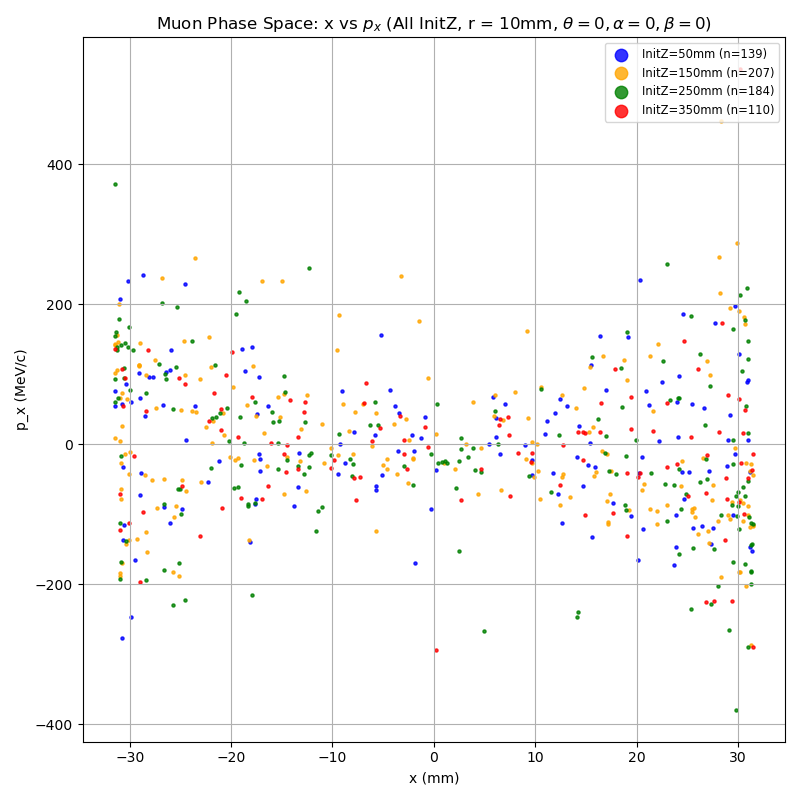 Muon Phase Space: x vs p_x (All InitZ, r = 10mm, θ = 0, α = 0, β = 0)
InitZ=50mm (n=139)
InitZ=150mm (n=207)
InitZ=250mm (n=184)
InitZ=350mm (n=110)
p_x (MeV/c)
400
200
0
−200
−400
−30 −20 −10 0 10 20 30
x (mm)